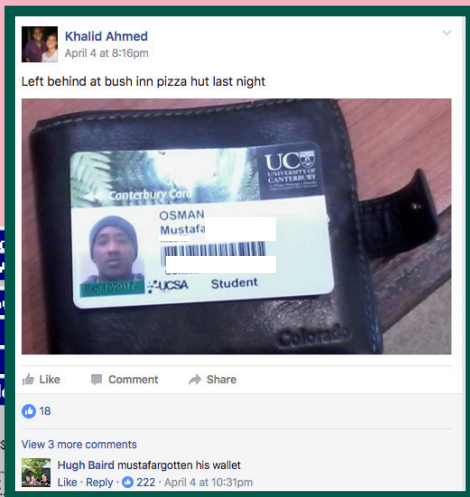 Khalid Ahmed
April 4 at 8:16pm
Left behind at bush inn pizza hut last night
UC
UNIVERSITY OF
CANTERBURY
Canterbury Card
OSMAN
Mustafa
12/2017
UCSA Student
Colorado
Like Comment Share
18
View 3 more comments
Hugh Baird mustafargotten his wallet
Like · Reply · 222 · April 4 at 10:31pm